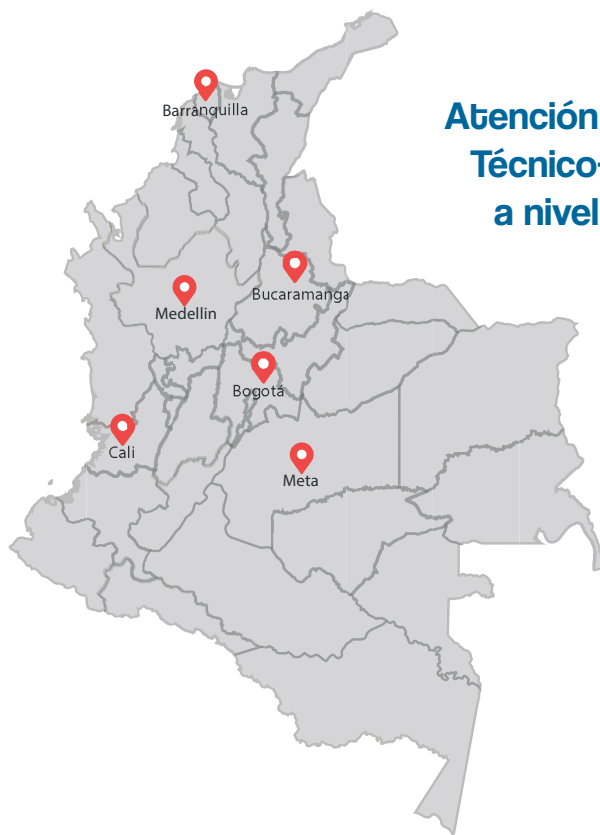 Barranquilla
Atención
Técnico-
a nivel
Bucaramanga
Medellin
Bogotá
Cali
Meta